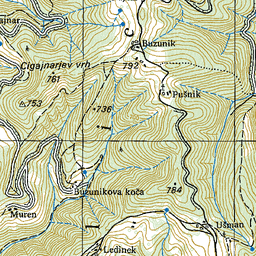 Buzunik
Cigajnarjev vrh
792
761
Pušnik
753
736
Buzunikova koča
784
Muren
Ušman
Ledinek